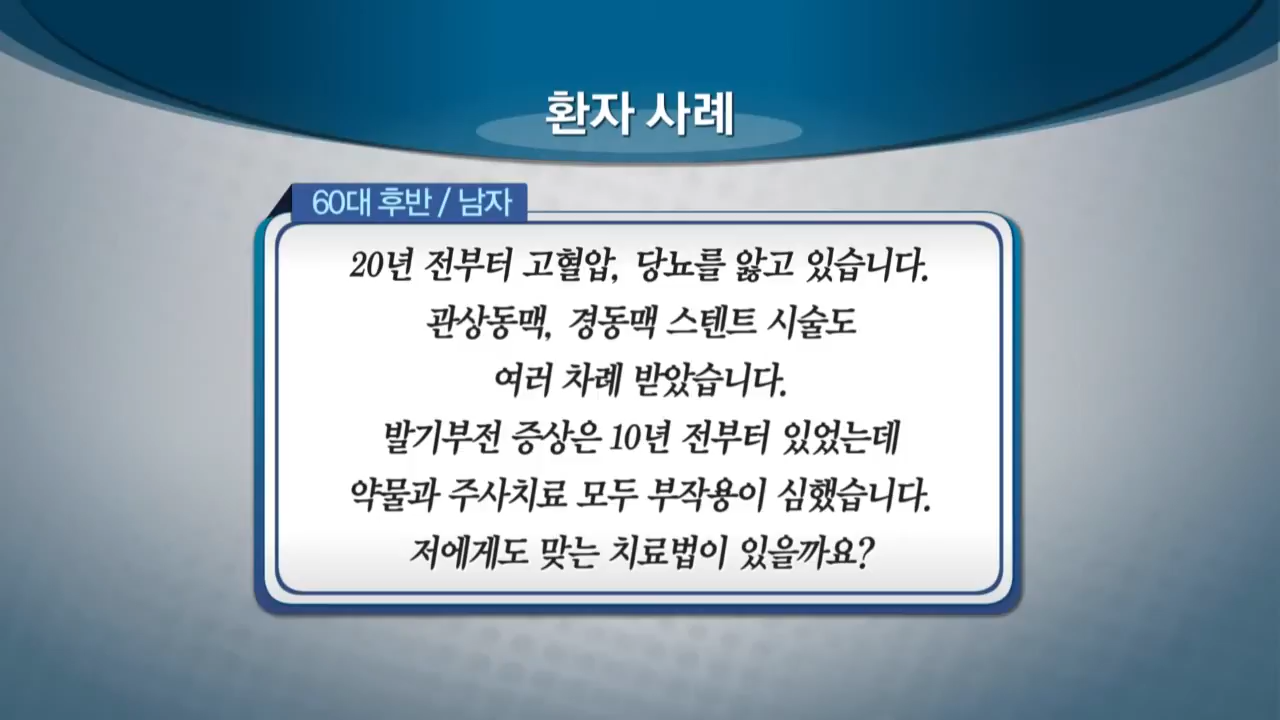 환자 사례
60대 후반 / 남자
20년 전부터 고혈압, 당뇨를 앓고 있습니다.
관상동맥, 경동맥 스텐트 시술도
여러 차례 받았습니다.
발기부전 증상은 10년 전부터 있었는데
약물과 주사치료 모두 부작용이 심했습니다.
저에게도 맞는 치료법이 있을까요?